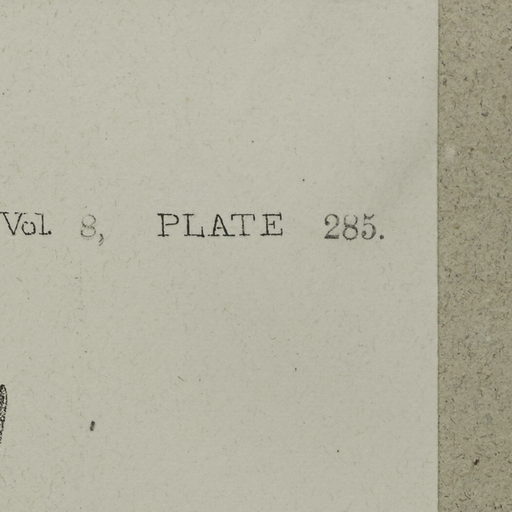 Vol. 8, PLATE 285.